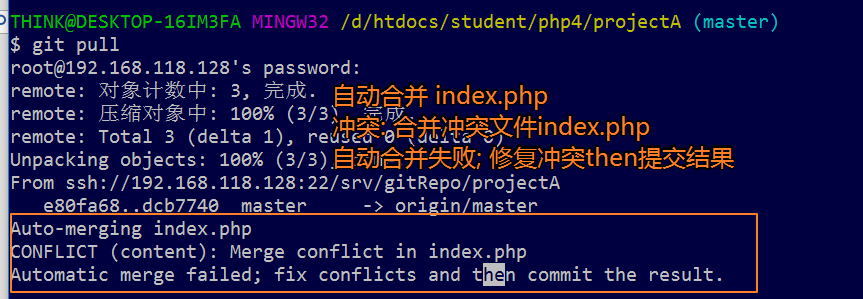 THINK@DESKTOP-16IM3FA MINGW32 /d/htdocs/student/php4/projectA (master)
$ git pull
root@192.168.118.128's password:
remote: 对象计数中: 3, 完成.
自动合并 index.php
remote: 压缩对象中: 100% (3/3), 完成.
冲突: 合并冲突文件index.php
remote: Total 3 (delta 1), reused 0 (delta 0)
自动合并失败; 修复冲突then提交结果
Unpacking objects: 100% (3/3),
From ssh://192.168.118.128:22/srv/gitRepo/projectA
e80fa68..dcb7740 master -> origin/master
Auto-merging index.php
CONFLICT (content): Merge conflict in index.php
Automatic merge failed; fix conflicts and then commit the result.